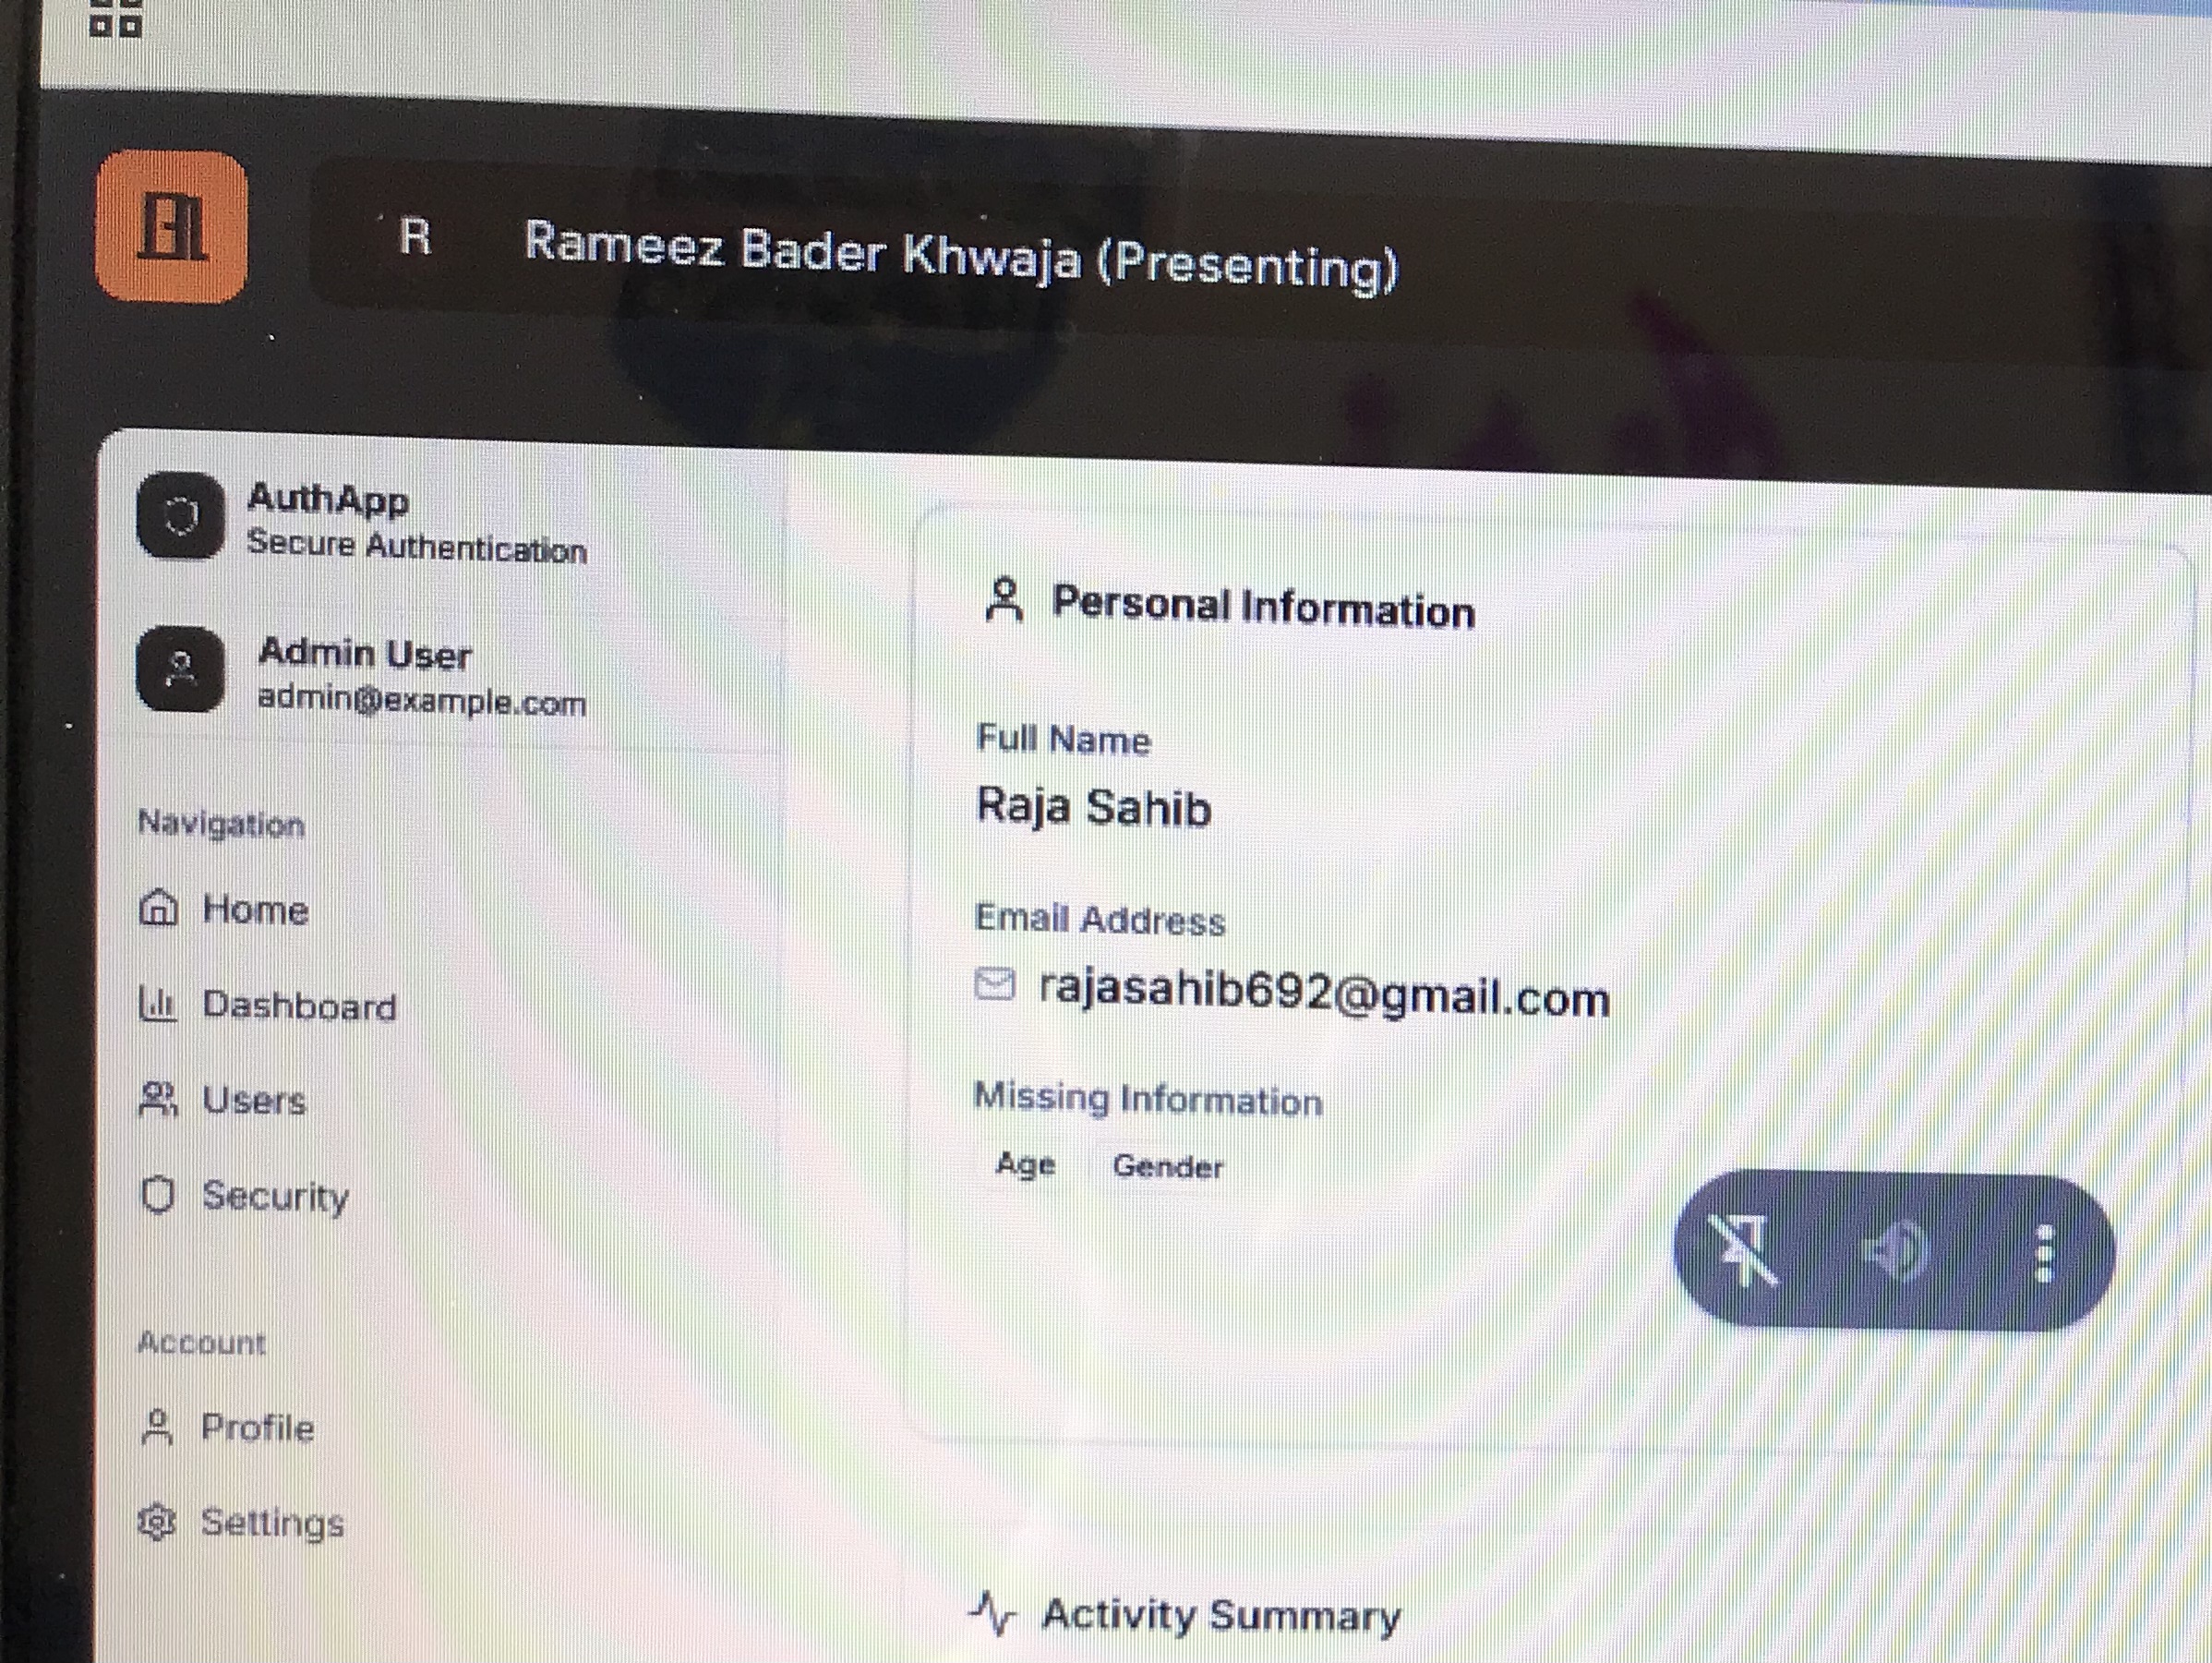 R Rameez Bader Khwaja (Presenting)
AuthApp
Secure Authentication
Admin User
admin@example.com
Navigation
Home
Dashboard
Users
Security
Account
Profile
Settings
Personal Information
Full Name
Raja Sahib
Email Address
rajasahib692@gmail.com
Missing Information
Age Gender
Activity Summary